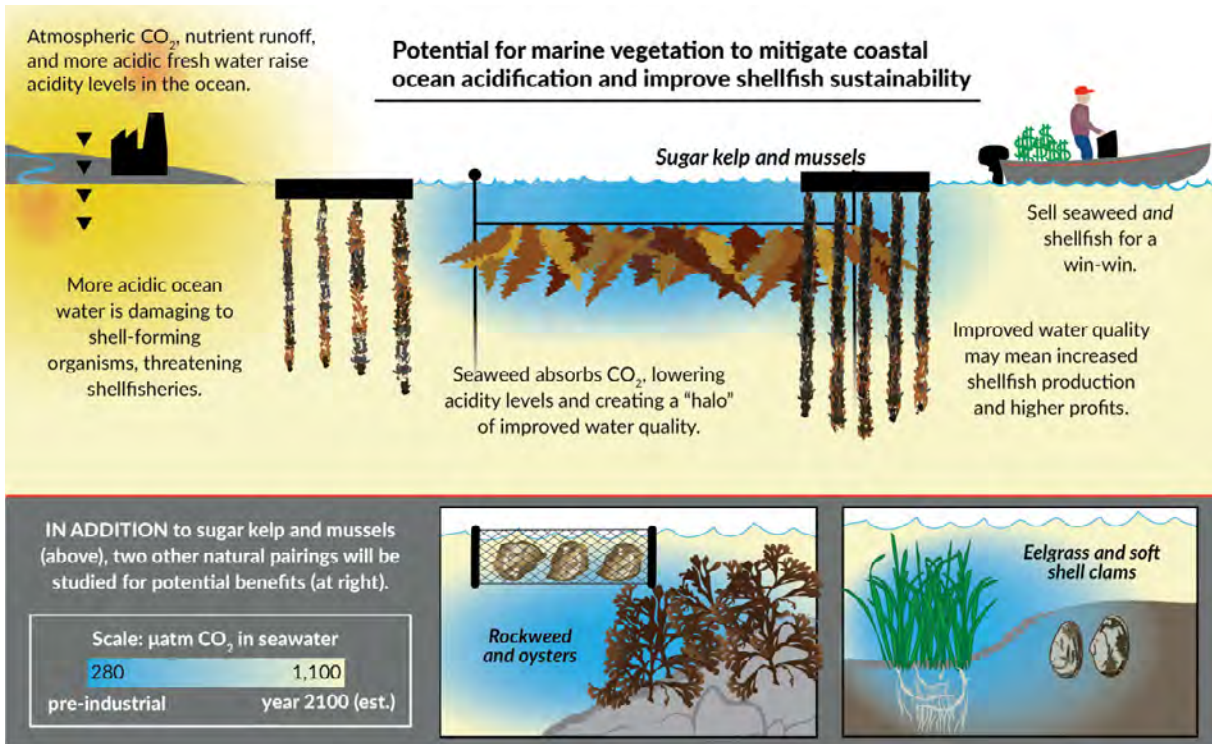 Atmospheric CO₂, nutrient runoff,
and more acidic fresh water raise
acidity levels in the ocean.
Potential for marine vegetation to mitigate coastal
ocean acidification and improve shellfish sustainability
Sugar kelp and mussels
$$$
More acidic ocean
water is damaging to
shell-forming
organisms, threatening
shellfisheries.
Seaweed absorbs CO₂, lowering
acidity levels and creating a “halo”
of improved water quality.
Sell seaweed and
shellfish for a
win-win.
Improved water quality
may mean increased
shellfish production
and higher profits.
IN ADDITION to sugar kelp and mussels
(above), two other natural pairings will be
studied for potential benefits (at right).
Scale: µatm CO₂ in seawater
280 1,100
pre-industrial year 2100 (est.)
Rockweed
and oysters
Eelgrass and soft
shell clams